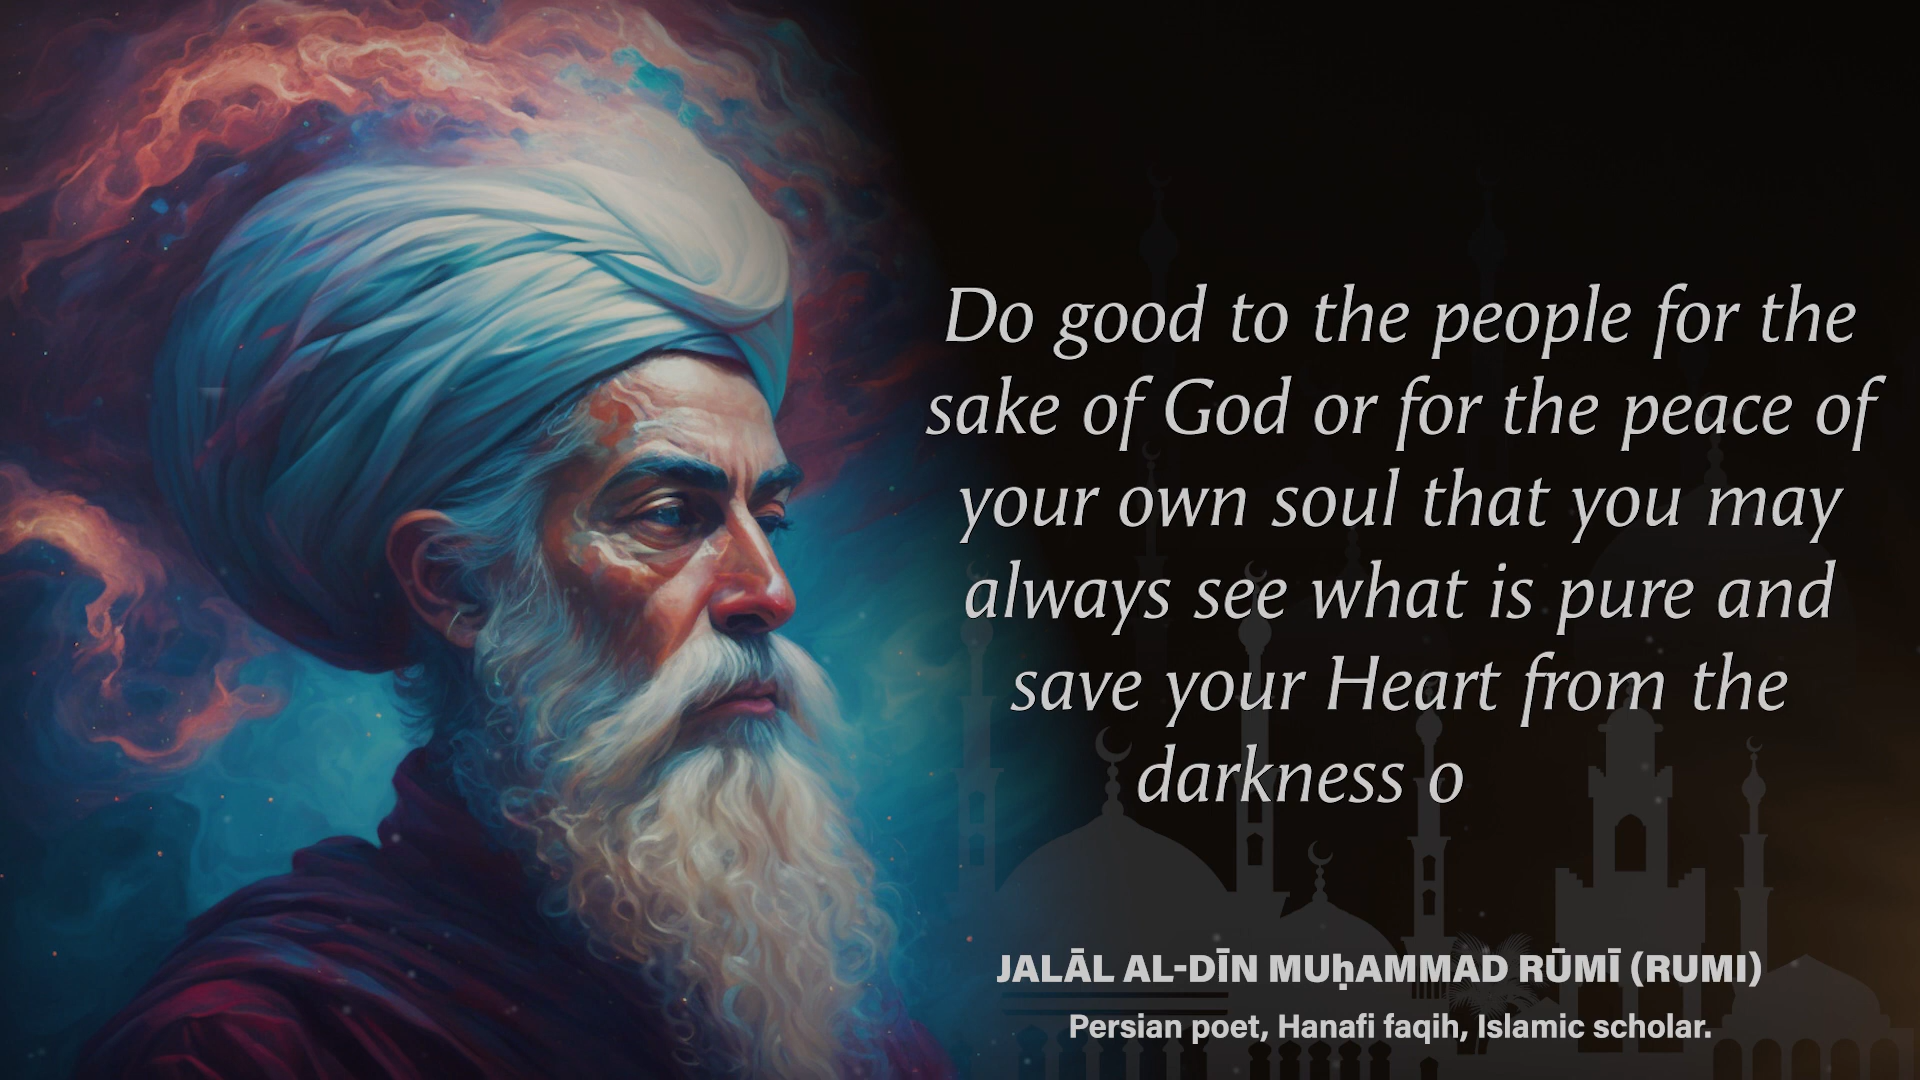 Do good to the people for the
sake of God or for the peace of
your own soul that you may
always see what is pure and
save your Heart from the
darkness o
JALĀL AL-DĪN MUḥAMMAD RŪMĪ (RUMI)
Persian poet, Hanafi faqih, Islamic scholar.